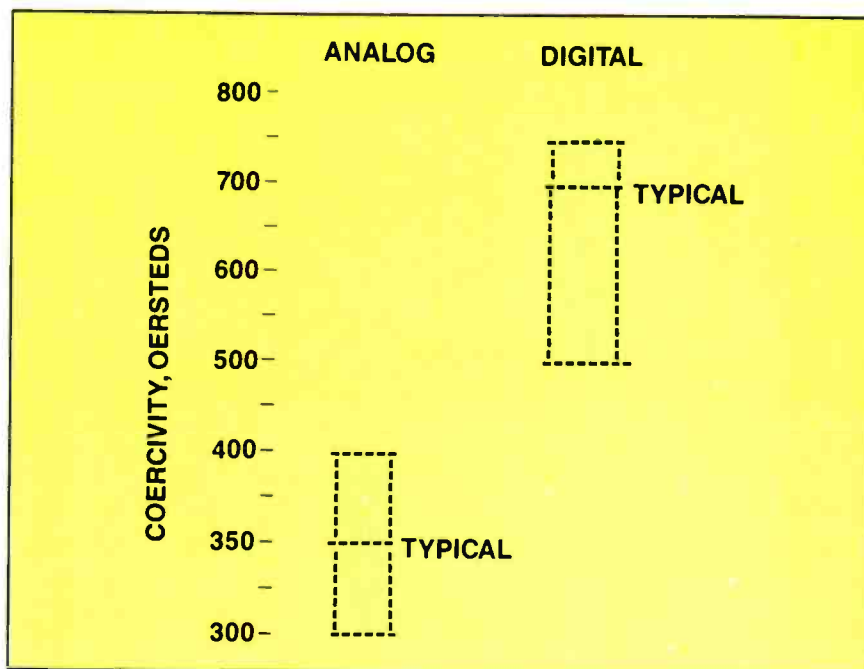 ANALOG DIGITAL
800
700
TYPICAL
600
500
400
350
TYPICAL
300
COERCIVITY, OERSTEDS